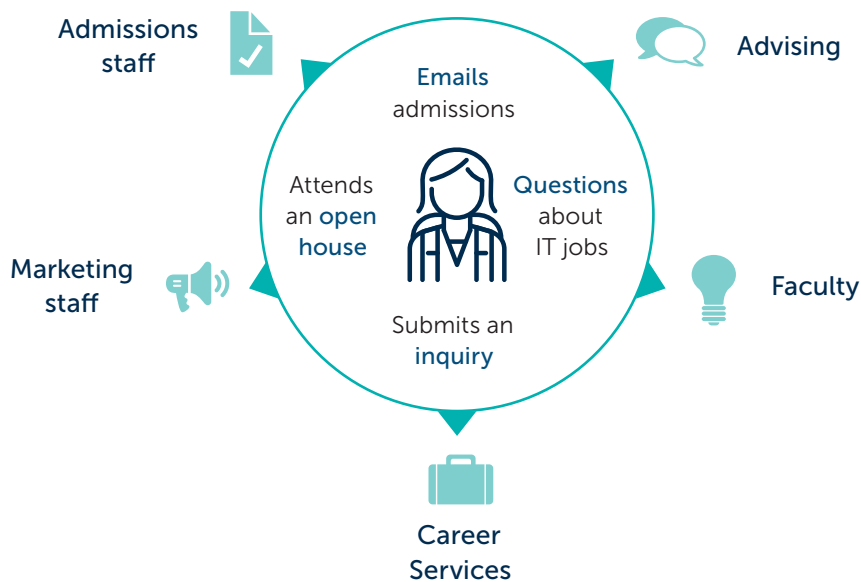 Admissions
staff
Emails
admissions
Advising
Attends
an open
house
Questions
about
IT jobs
Marketing
staff
Faculty
Submits an
inquiry
Career
Services